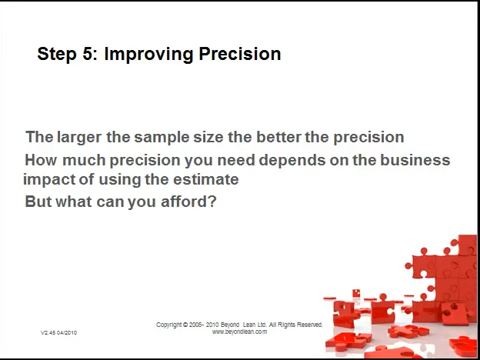 Step 5: Improving Precision
The larger the sample size the better the precision
How much precision you need depends on the business
impact of using the estimate
But what can you afford?
V2.45 04/2010
Copyright © 2005- 2010 Beyond Lean Ltd. All Rights Reserved.
www.beyondlean.com